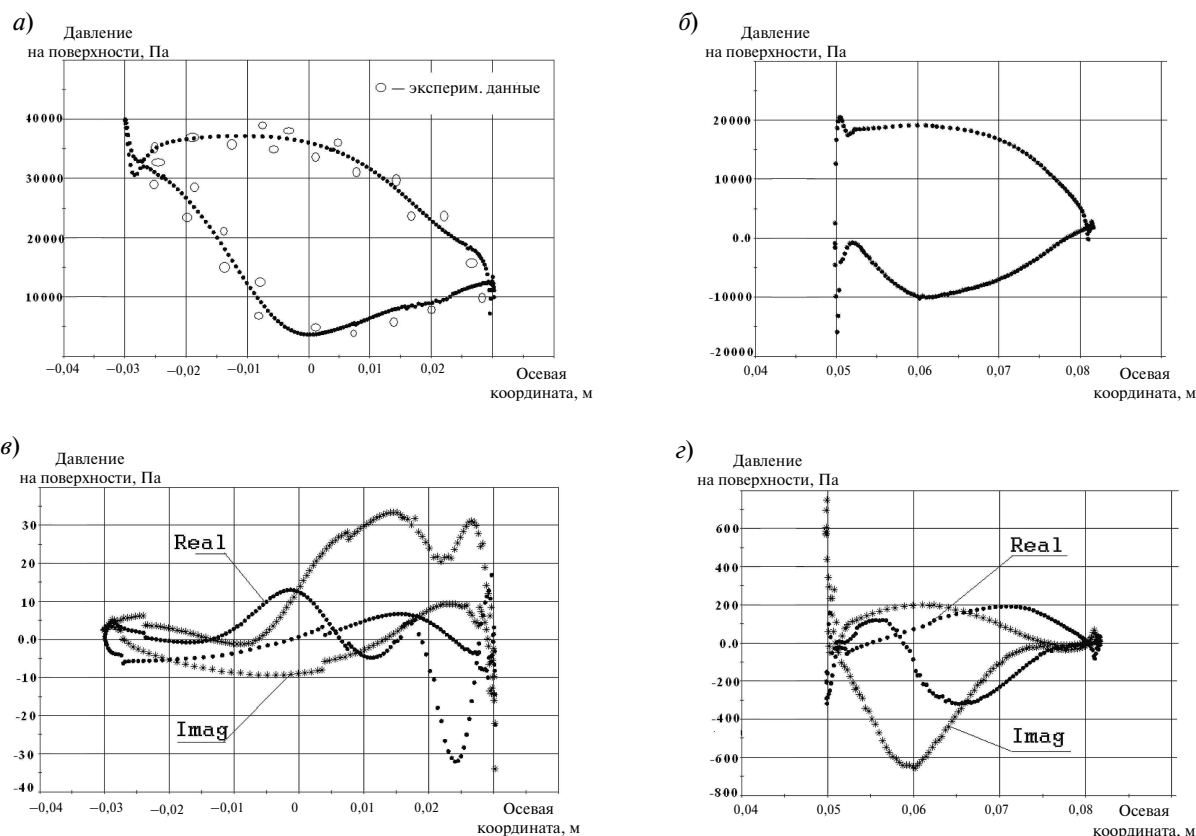 а)
Давление
на поверхности, Па
○ — эксперим. данные
40000
30000
20000
10000
–0,04 –0,03 –0,02 –0,01 0 0,01 0,02 Осевая
координата, м
б)
Давление
на поверхности, Па
20000
10000
0.0
-10000
-20000
0,04 0,05 0,06 0,07 0,08 Осевая
координата, м
в)
Давление
на поверхности, Па
30
20
10
0.0
-10
-20
-30
-40
Real
Imag
–0,04 –0,03 –0,02 –0,01 0 0,01 0,02 Осевая
координата, м
г)
Давление
на поверхности, Па
600
400
200
0.0
-200
-400
-600
-800
Real
Imag
0,04 0,05 0,06 0,07 0,08 Осевая
координата, м